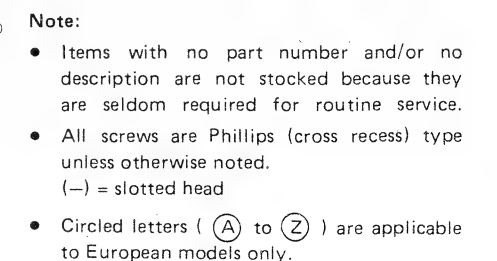 Note:
• Items with no part number and/or no
description are not stocked because they
are seldom required for routine service.
• All screws are Phillips (cross recess) type
unless otherwise noted.
(−) = slotted head
• Circled letters ( Ⓐ to Ⓩ ) are applicable
to European models only.